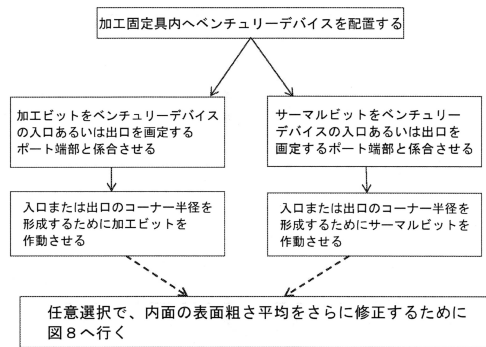 加工固定具内へベンチュリーデバイスを配置する
加工ビットをベンチュリーデバイス
の入口あるいは出口を画定する
ポート端部と係合させる
サーマルビットをベンチュリー
デバイスの入口あるいは出口を
画定するポート端部と係合させる
入口または出口のコーナー半径を
形成するために加工ビットを
作動させる
入口または出口のコーナー半径を
形成するためにサーマルビットを
作動させる
任意選択で、内面の表面粗さ平均をさらに修正するために
図8へ行く